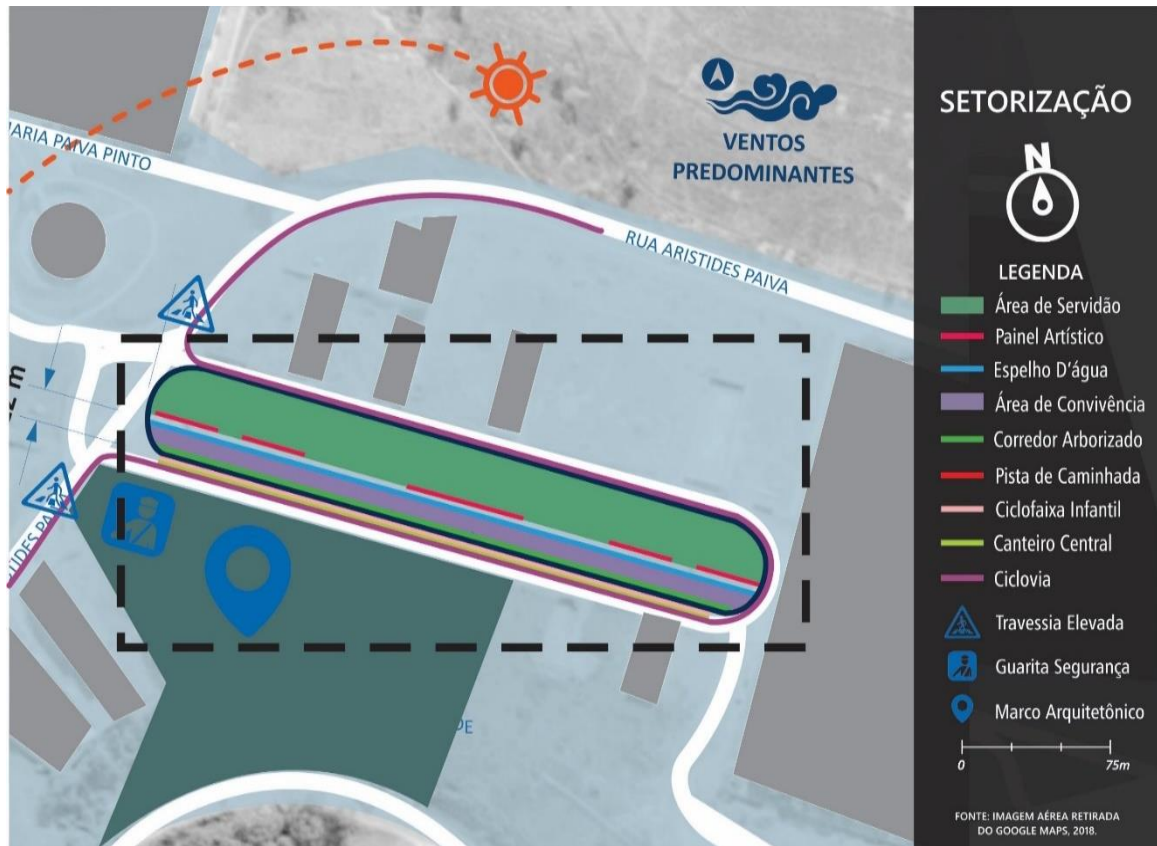 MARIA PAIVA PINTO
VENTOS
PREDOMINANTES
RUA ARISTIDES PAIVA
SETORIZAÇÃO
N
LEGENDA
Área de Servidão
Painel Artístico
Espelho D'água
Área de Convivência
Corredor Arborizado
Pista de Caminhada
Ciclofaixa Infantil
Canteiro Central
Ciclovia
Travessia Elevada
Guarita Segurança
Marco Arquitetônico
0 75m
FONTE: IMAGEM AÉREA RETIRADA
DO GOOGLE MAPS, 2018.